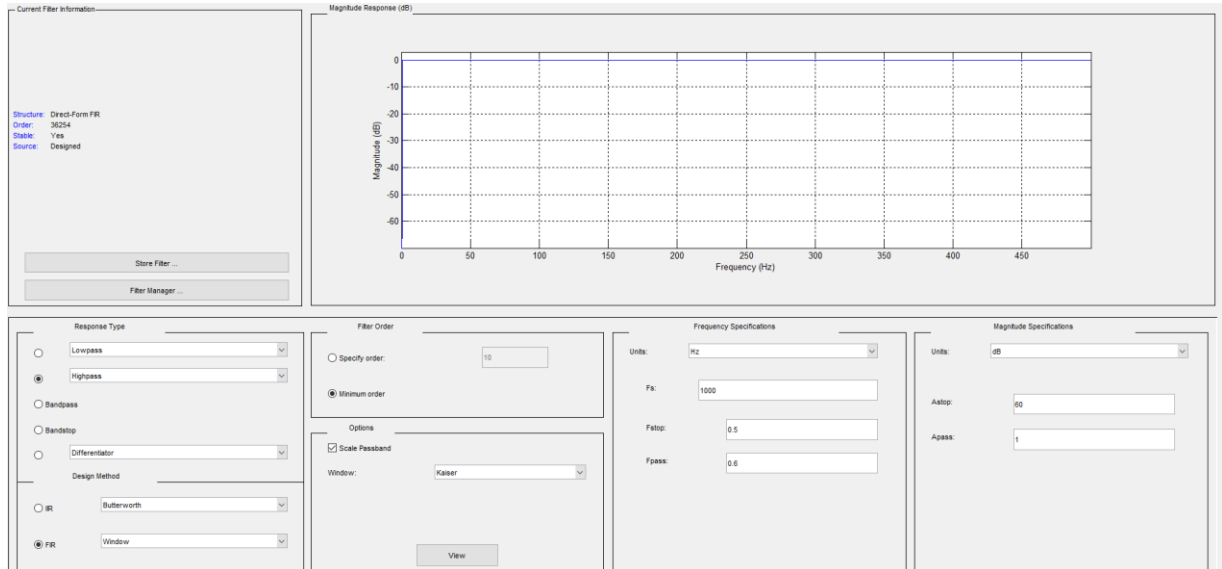 Current Filter Information
Structure: Direct-Form FIR
Order: 36254
Stable: Yes
Source: Designed
Store Filter ...
Filter Manager ...
Magnitude Response (dB)
Magnitude (dB)
0
-10
-20
-30
-40
-50
-60
0 50 100 150 200 250 300 350 400 450
Frequency (Hz)
Response Type
Lowpass
Highpass
Bandpass
Bandstop
Differentiator
Design Method
IIR Butterworth
FIR Window
Filter Order
Specify order: 10
Minimum order
Options
Scale Passband
Window: Kaiser
View
Frequency Specifications
Units: Hz
Fs: 1000
Fstop: 0.5
Fpass: 0.6
Magnitude Specifications
Units: dB
Astop: 60
Apass: 1